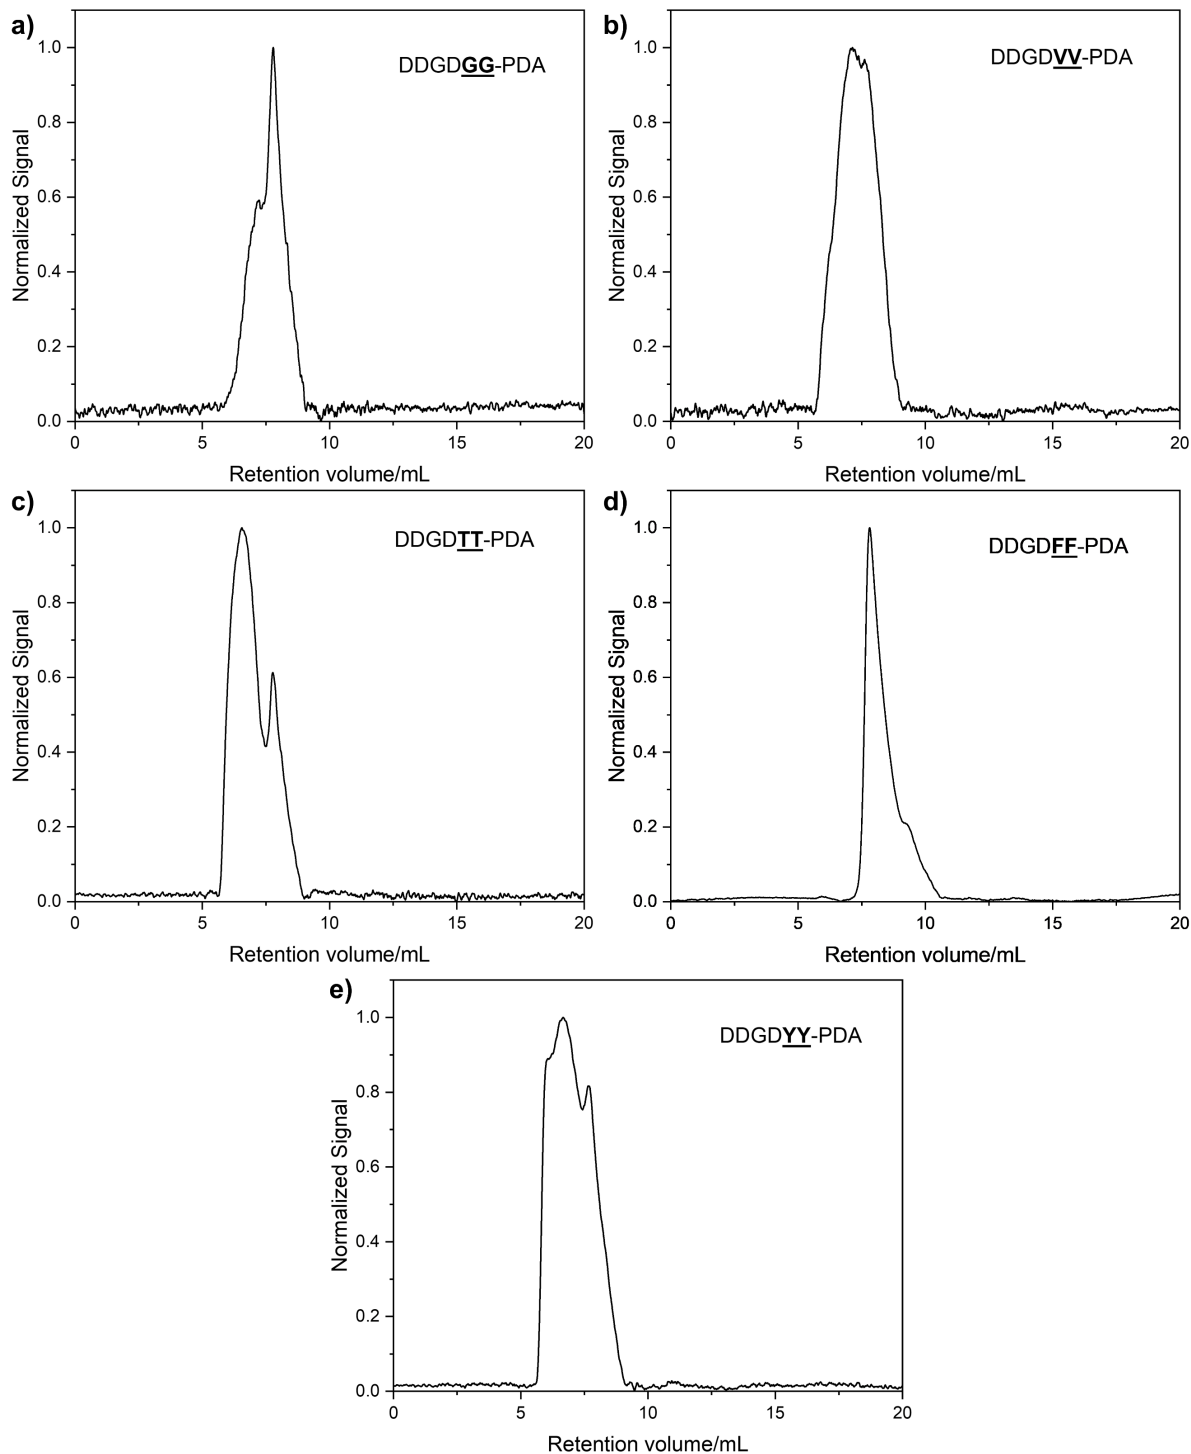 a)
DDGDGG-PDA
Normalized Signal
1.0
0.8
0.6
0.4
0.2
0.0
0 5 10 15 20
Retention volume/mL
b)
DDGDVV-PDA
Normalized Signal
1.0
0.8
0.6
0.4
0.2
0.0
0 5 10 15 20
Retention volume/mL
c)
DDGDTT-PDA
Normalized Signal
1.0
0.8
0.6
0.4
0.2
0.0
0 5 10 15 20
Retention volume/mL
d)
DDGDFF-PDA
Normalized Signal
1.0
0.8
0.6
0.4
0.2
0.0
0 5 10 15 20
Retention volume/mL
e)
DDGDYY-PDA
Normalized Signal
1.0
0.8
0.6
0.4
0.2
0.0
0 5 10 15 20
Retention volume/mL